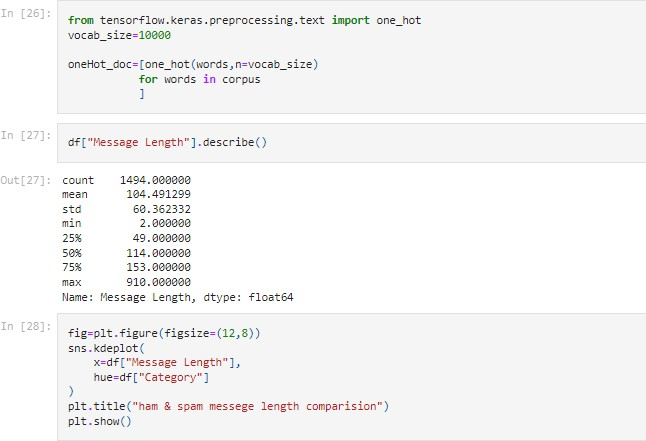 In [26]:
from tensorflow.keras.preprocessing.text import one_hot
vocab_size=10000
oneHot_doc=[one_hot(words,n=vocab_size)
for words in corpus
]
In [27]:
df["Message Length"].describe()
Out[27]:
count 1494.000000
mean 104.491299
std 60.362332
min 2.000000
25% 49.000000
50% 114.000000
75% 153.000000
max 910.000000
Name: Message Length, dtype: float64
In [28]:
fig=plt.figure(figsize=(12,8))
sns.kdeplot(
x=df["Message Length"],
hue=df["Category"]
)
plt.title("ham & spam messege length comparision")
plt.show()